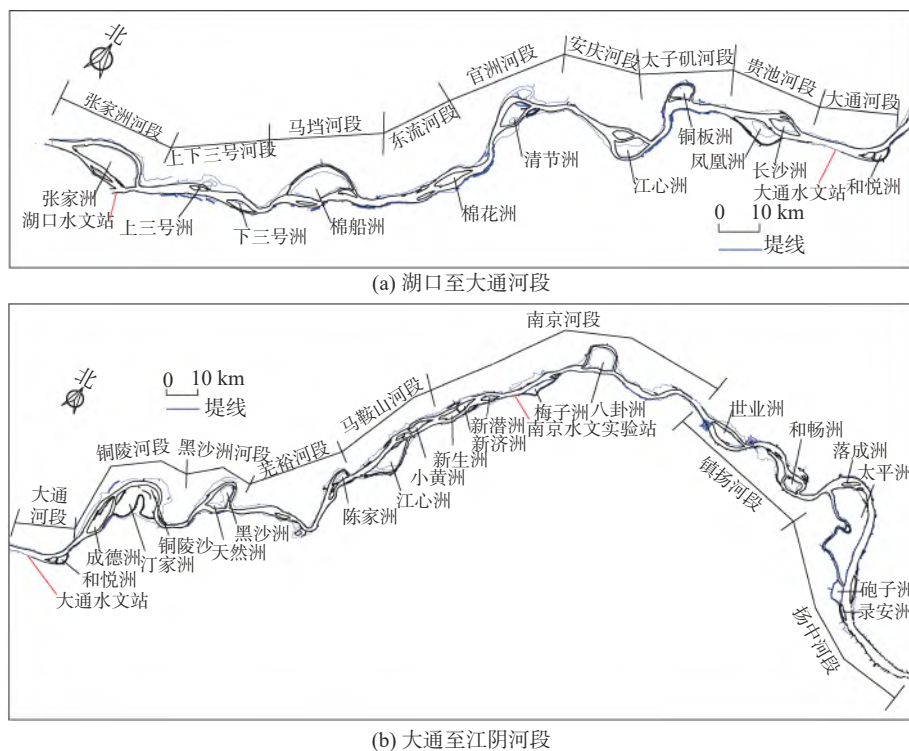 北
张家洲河段
上下三号河段
马垱河段
东流河段
官洲河段
安庆河段
太子矶河段
贵池河段
大通河段
张家洲
湖口水文站
上三号洲
下三号洲
棉船洲
棉花洲
清节洲
江心洲
铜板洲
凤凰洲
长沙洲
大通水文站
和悦洲
0 10 km
堤线
(a) 湖口至大通河段
北
0 10 km
堤线
大通
河段
铜陵河段
黑沙洲河段
芜裕河段
马鞍山河段
南京河段
镇扬河段
扬中河段
成德洲
和悦洲
大通水文站
汀家洲
铜陵沙
天然洲
黑沙洲
陈家洲
江心洲
小黄洲
新生洲
新济洲
新潜洲
梅子洲
南京水文实验站
八卦洲
世业洲
和畅洲
落成洲
太平洲
砲子洲
录安洲
(b) 大通至江阴河段